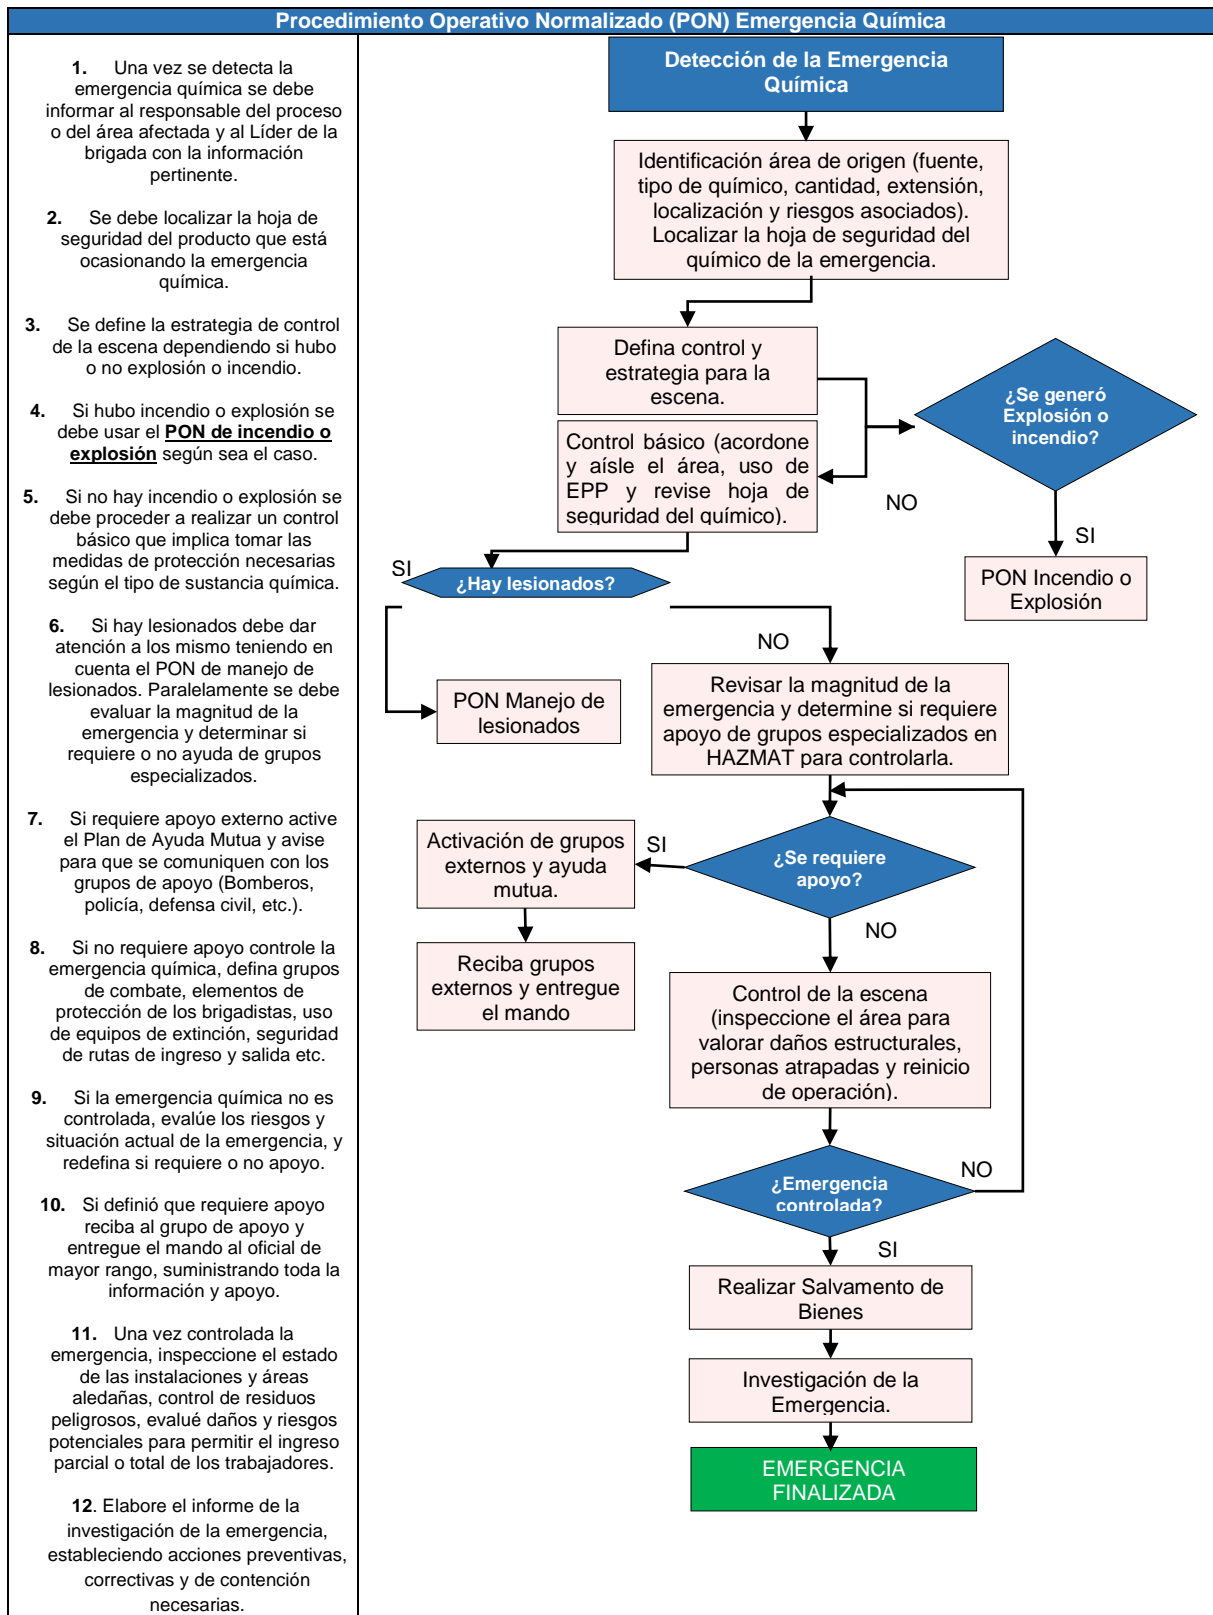 Procedimiento Operativo Normalizado (PON) Emergencia Química
1. Una vez se detecta la
emergencia química se debe
informar al responsable del proceso
o del área afectada y al Líder de la
brigada con la información
pertinente.
2. Se debe localizar la hoja de
seguridad del producto que está
ocasionando la emergencia
química.
3. Se define la estrategia de control
de la escena dependiendo si hubo
o no explosión o incendio.
4. Si hubo incendio o explosión se
debe usar el PON de incendio o
explosión según sea el caso.
5. Si no hay incendio o explosión se
debe proceder a realizar un control
básico que implica tomar las
medidas de protección necesarias
según el tipo de sustancia química.
6. Si hay lesionados debe dar
atención a los mismo teniendo en
cuenta el PON de manejo de
lesionados. Paralelamente se debe
evaluar la magnitud de la
emergencia y determinar si
requiere o no ayuda de grupos
especializados.
7. Si requiere apoyo externo active
el Plan de Ayuda Mutua y avise
para que se comuniquen con los
grupos de apoyo (Bomberos,
policía, defensa civil, etc.).
8. Si no requiere apoyo controle la
emergencia química, defina grupos
de combate, elementos de
protección de los brigadistas, uso
de equipos de extinción, seguridad
de rutas de ingreso y salida etc.
9. Si la emergencia química no es
controlada, evalúe los riesgos y
situación actual de la emergencia, y
redefina si requiere o no apoyo.
10. Si definió que requiere apoyo
reciba al grupo de apoyo y
entregue el mando al oficial de
mayor rango, suministrando toda la
información y apoyo.
11. Una vez controlada la
emergencia, inspeccione el estado
de las instalaciones y áreas
aledañas, control de residuos
peligrosos, evalué daños y riesgos
potenciales para permitir el ingreso
parcial o total de los trabajadores.
12. Elabore el informe de la
investigación de la emergencia,
estableciendo acciones preventivas,
correctivas y de contención
necesarias.
Detección de la Emergencia
Química
Identificación área de origen (fuente,
tipo de químico, cantidad, extensión,
localización y riesgos asociados).
Localizar la hoja de seguridad del
químico de la emergencia.
Defina control y
estrategia para la
escena.
¿Se generó
Explosión o
incendio?
Control básico (acordone
y aísle el área, uso de
EPP y revise hoja de
seguridad del químico).
NO
SI
PON Incendio o
Explosión
SI
¿Hay lesionados?
NO
PON Manejo de
lesionados
Revisar la magnitud de la
emergencia y determine si requiere
apoyo de grupos especializados en
HAZMAT para controlarla.
¿Se requiere
apoyo?
SI
Activación de grupos
externos y ayuda
mutua.
Reciba grupos
externos y entregue
el mando
NO
Control de la escena
(inspeccione el área para
valorar daños estructurales,
personas atrapadas y reinicio
de operación).
¿Emergencia
controlada?
NO
SI
Realizar Salvamento de
Bienes
Investigación de la
Emergencia.
EMERGENCIA
FINALIZADA